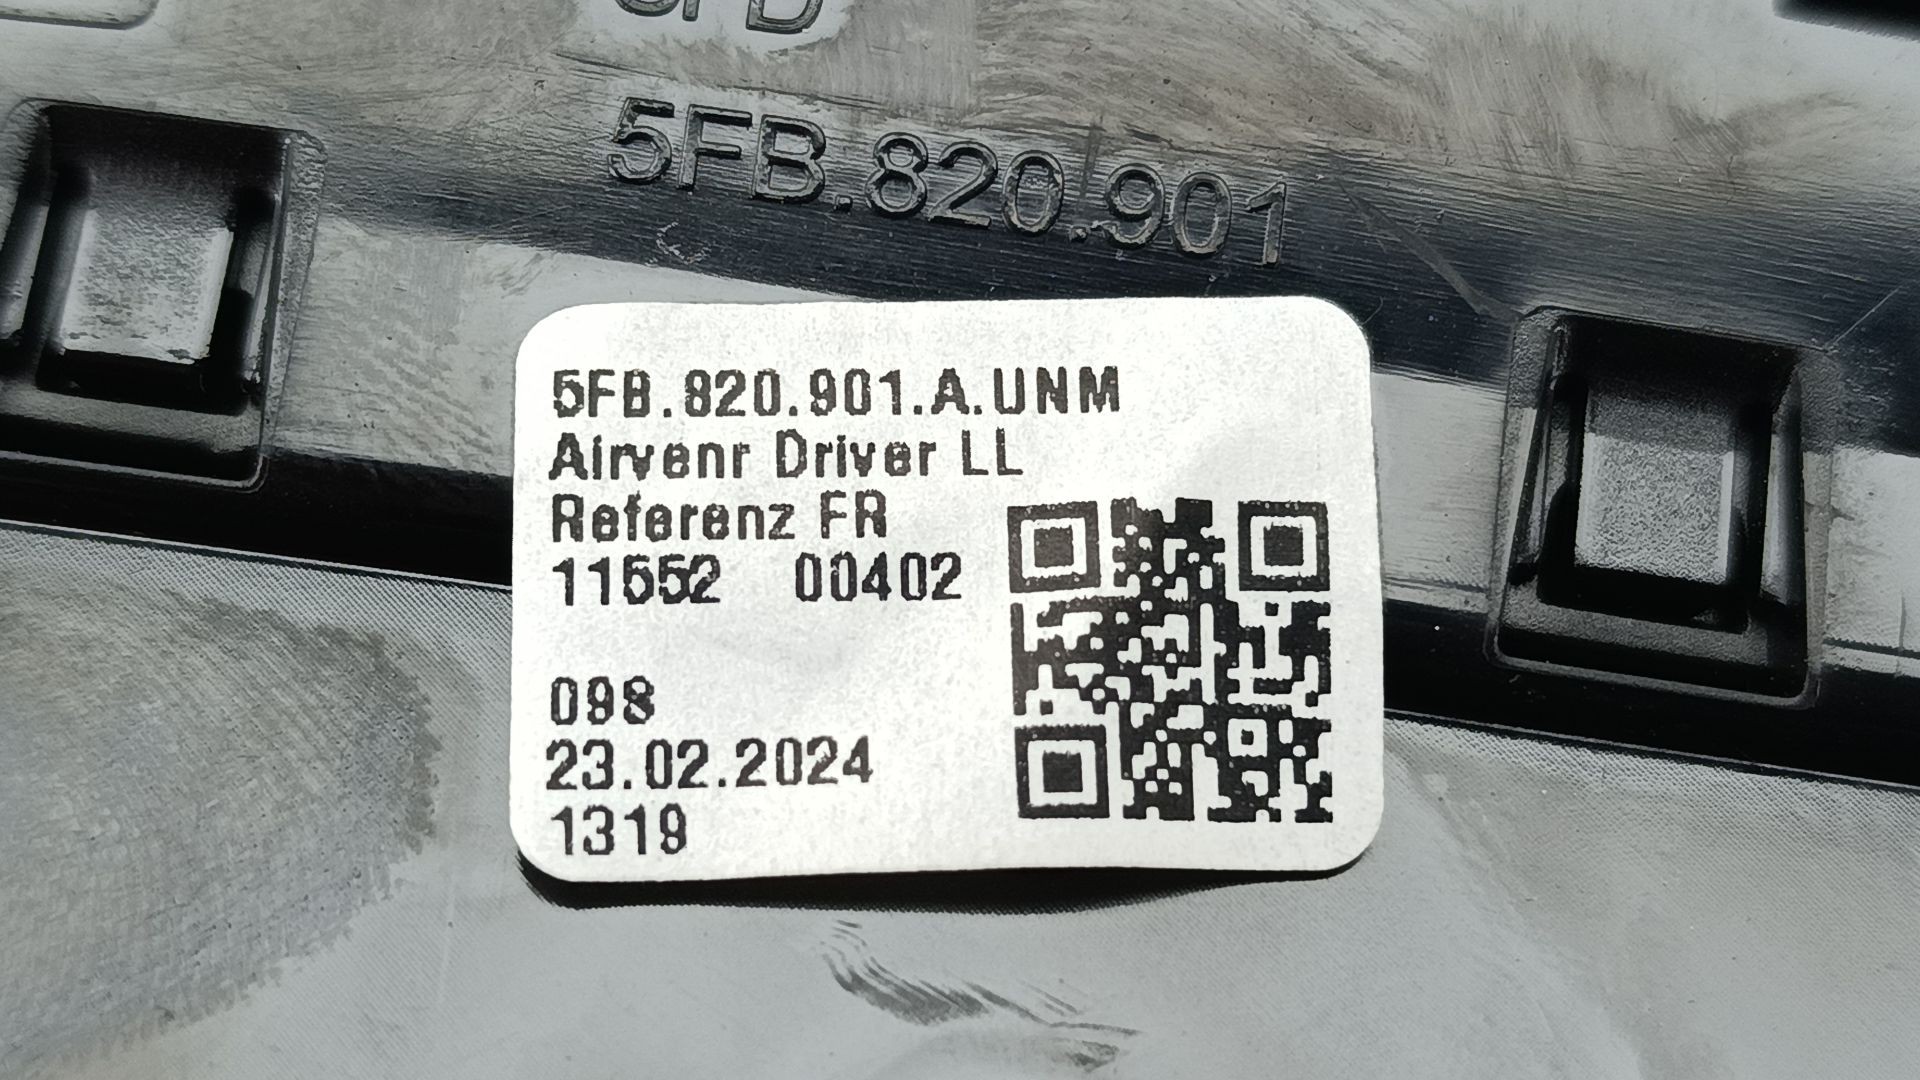 5FB.820.901
5FB.820.901.A.UNM
Airvenr Driver LL
Referenz FR
11552 00402
098
23.02.2024
1319